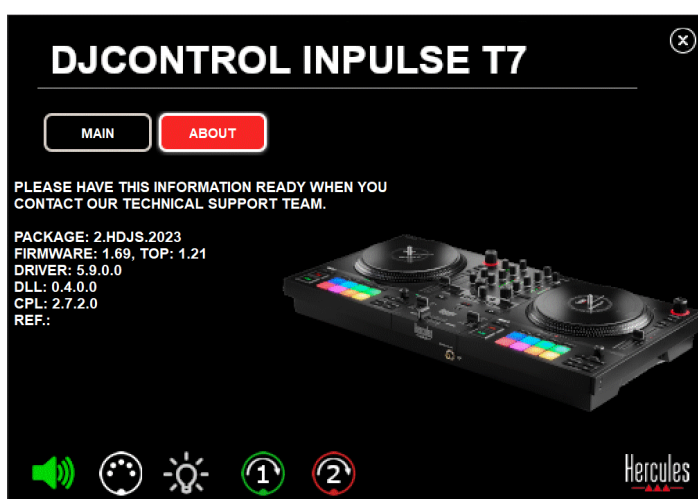 DJCONTROL INPULSE T7
MAIN
ABOUT
PLEASE HAVE THIS INFORMATION READY WHEN YOU
CONTACT OUR TECHNICAL SUPPORT TEAM.
PACKAGE: 2.HDJS.2023
FIRMWARE: 1.69, TOP: 1.21
DRIVER: 5.9.0.0
DLL: 0.4.0.0
CPL: 2.7.2.0
REF.:
1
2
Hercules